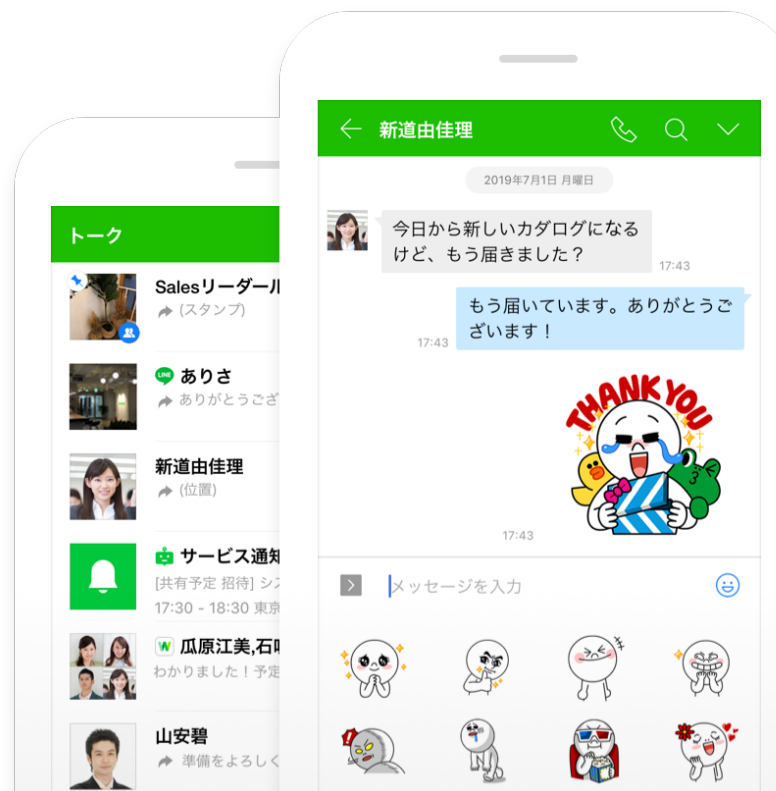 トーク
Salesリーダール
(スタンプ)
LINE
ありさ
ありがとうござ
新道由佳理
(位置)
サービス通知
[共有予定 招待] シス
17:30 - 18:30 東京
W
瓜原江美,石
わかりました！予定
山安碧
準備をよろしく
新道由佳理
2019年7月1日 月曜日
今日から新しいカダログになる
けど、もう届きました？
17:43
もう届いています。ありがとうご
ざいます！
17:43
THANK YOU
17:43
メッセージを入力